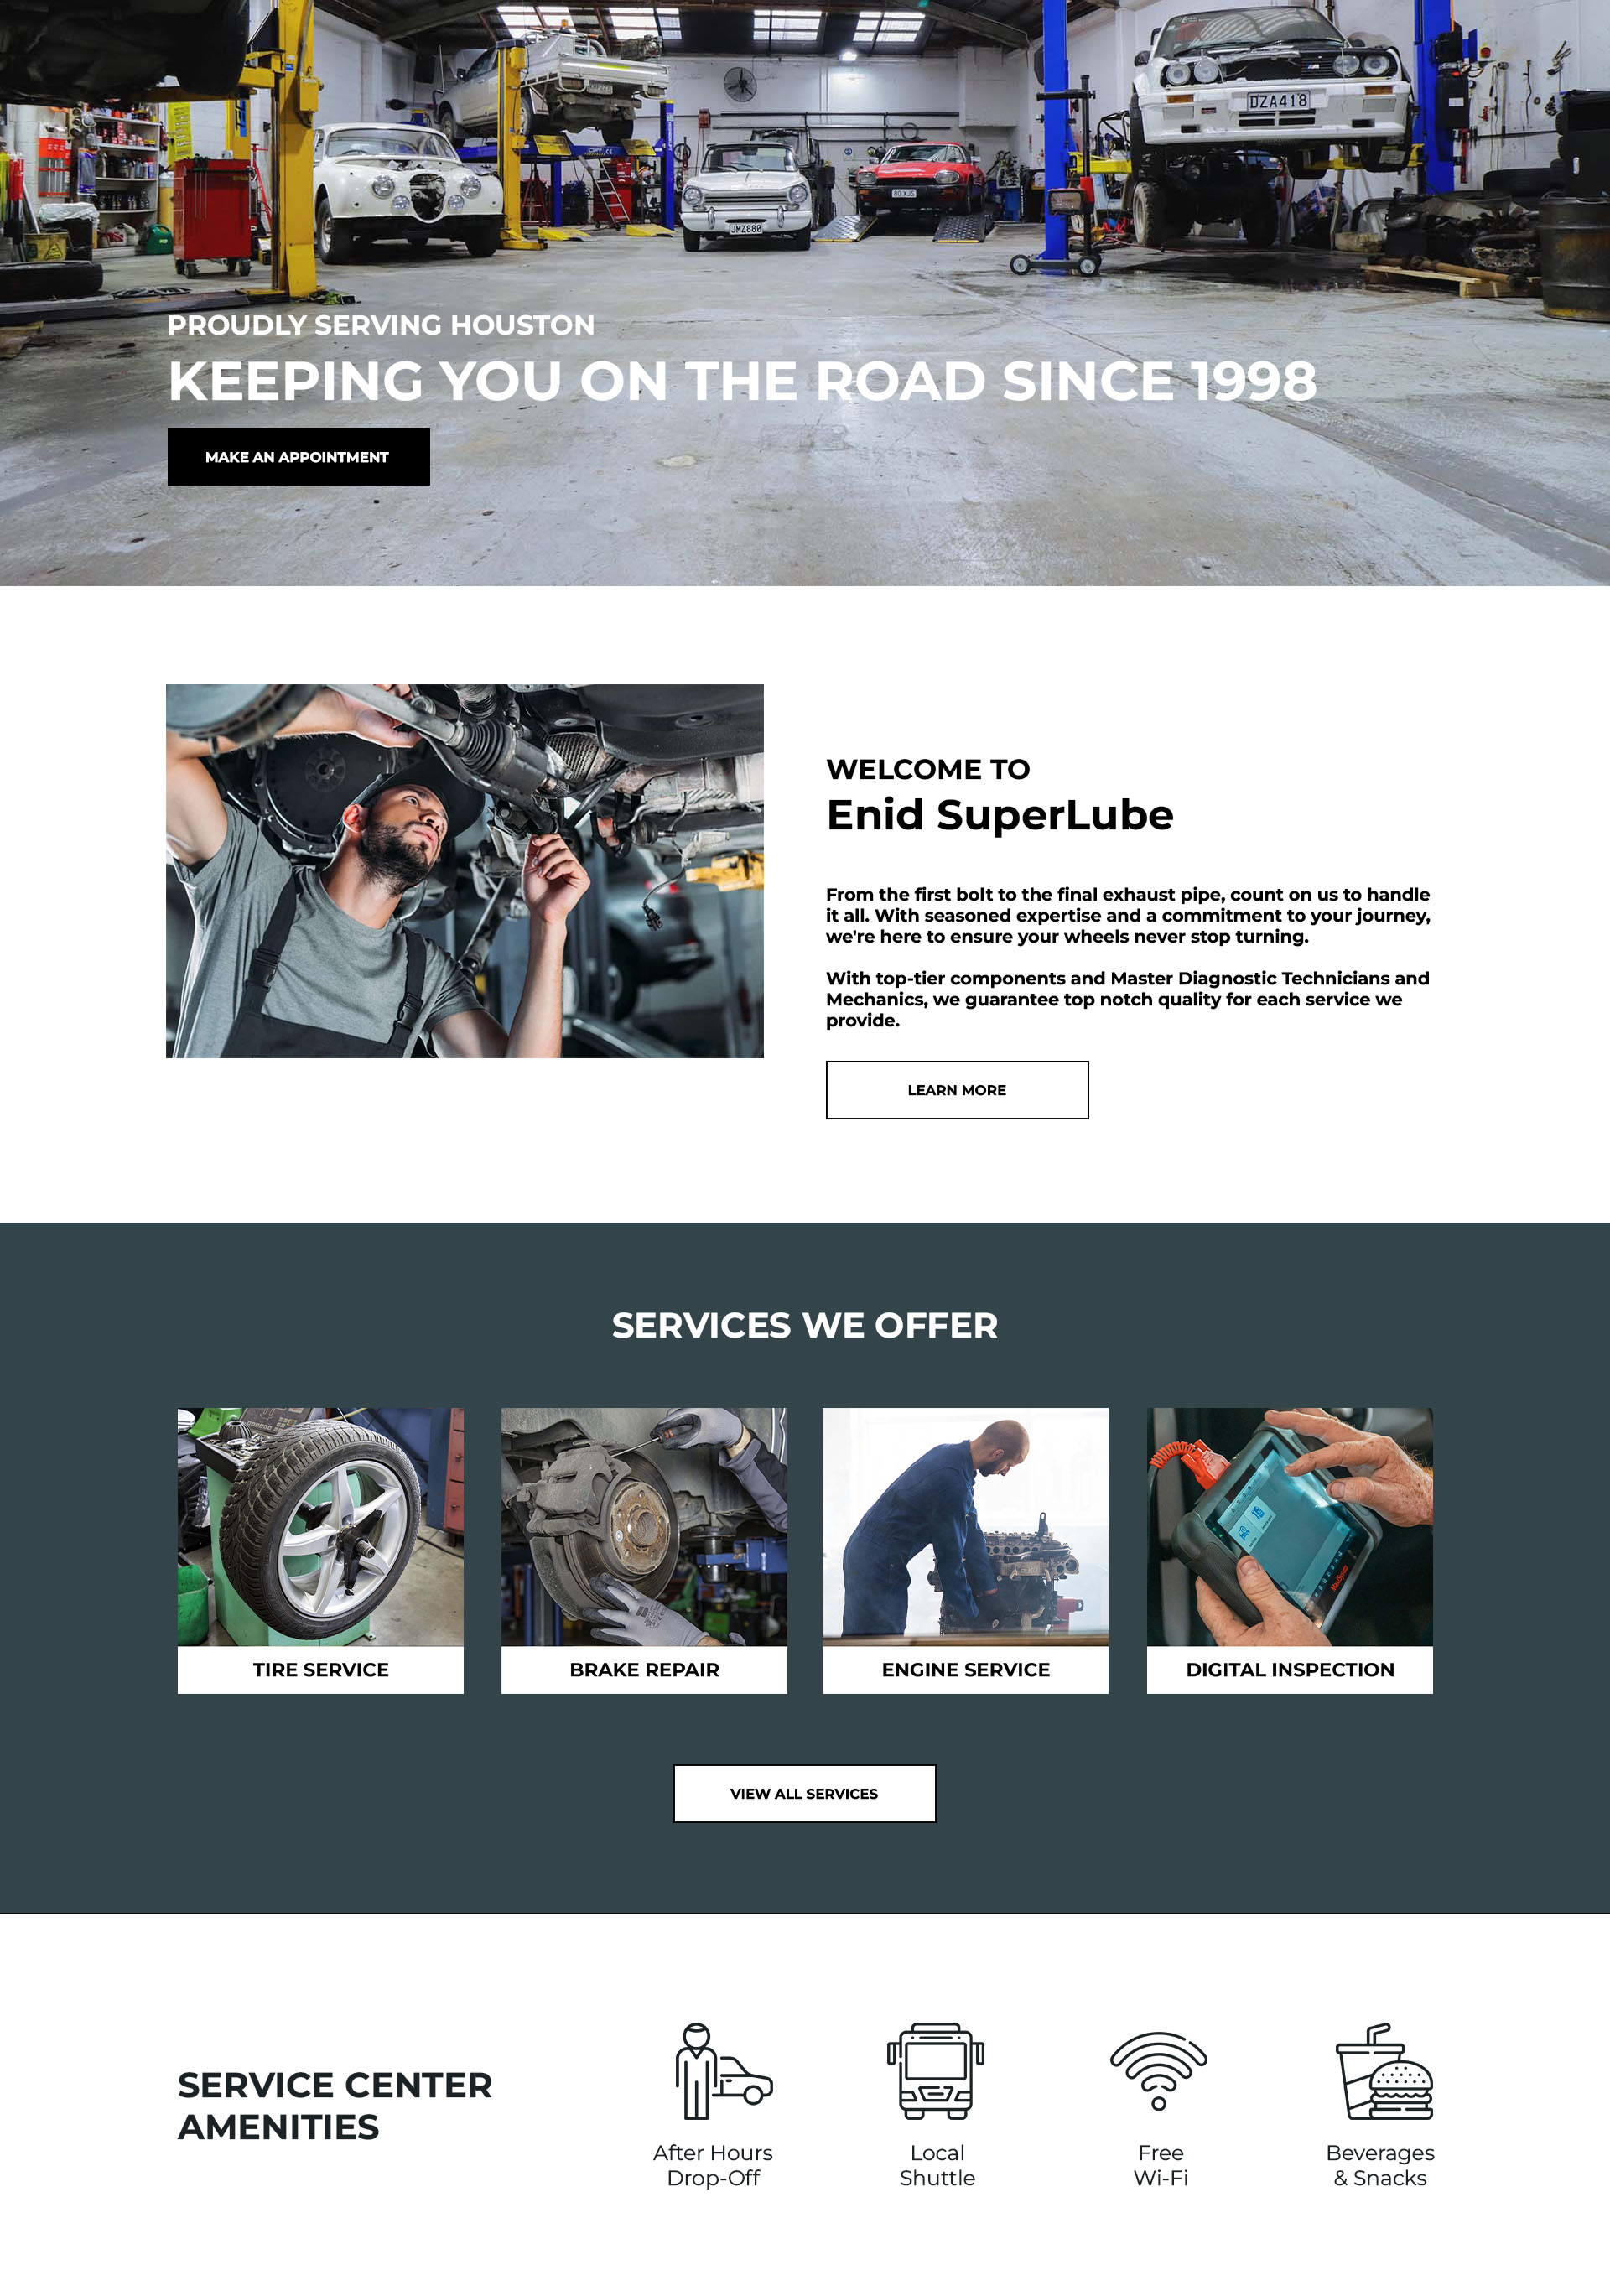 DZA418
JMZ880
80XJS
PROUDLY SERVING HOUSTON
KEEPING YOU ON THE ROAD SINCE 1998
MAKE AN APPOINTMENT
WELCOME TO
Enid SuperLube
From the first bolt to the final exhaust pipe, count on us to handle
it all. With seasoned expertise and a commitment to your journey,
we're here to ensure your wheels never stop turning.
With top-tier components and Master Diagnostic Technicians and
Mechanics, we guarantee top notch quality for each service we
provide.
LEARN MORE
SERVICES WE OFFER
TIRE SERVICE
BRAKE REPAIR
ENGINE SERVICE
DIGITAL INSPECTION
VIEW ALL SERVICES
SERVICE CENTER
AMENITIES
After Hours
Drop-Off
Local
Shuttle
Free
Wi-Fi
Beverages
& Snacks